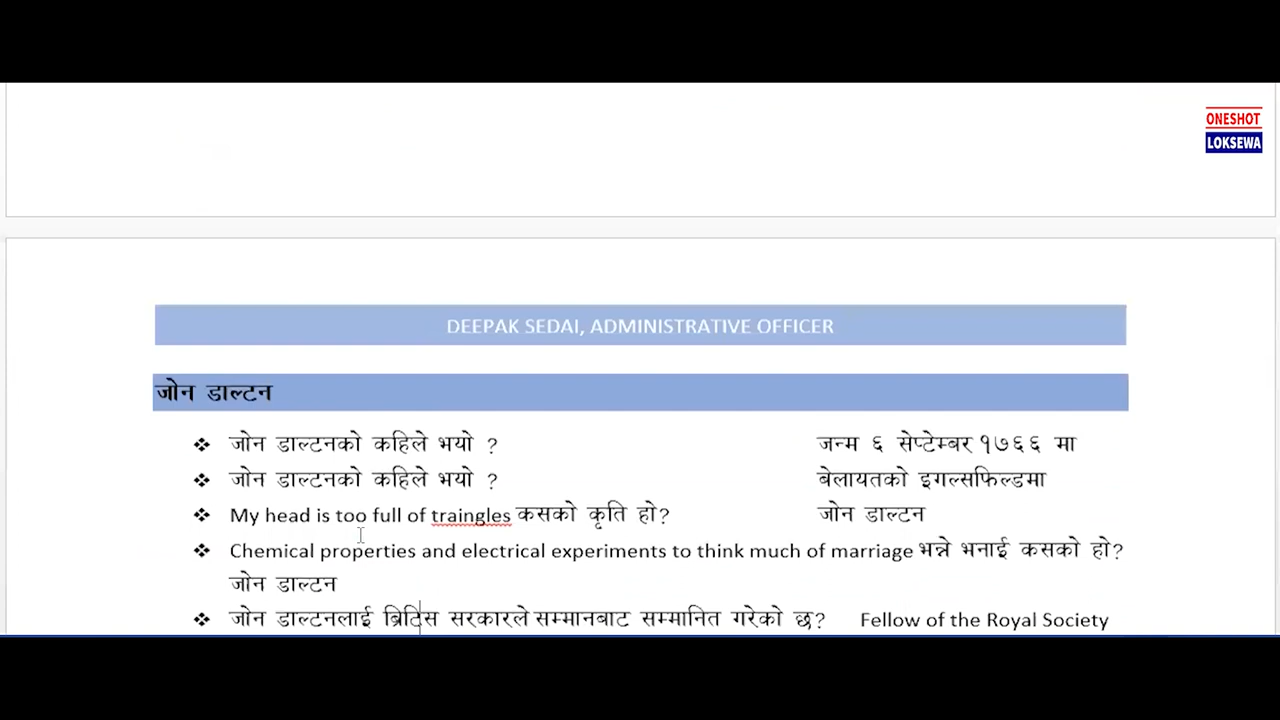 ONESHOT
LOKSEWA
DEEPAK SEDAI, ADMINISTRATIVE OFFICER
जोन डाल्टन
❖ जोन डाल्टनको कहिले भयो ? जन्म ६ सेप्टेम्बर १७६६ मा
❖ जोन डाल्टनको कहिले भयो ? बेलायतको इगल्सफिल्डमा
❖ My head is too full of traingles कसको कृति हो? जोन डाल्टन
❖ Chemical properties and electrical experiments to think much of marriage भन्ने भनाई कसको हो?
जोन डाल्टन
❖ जोन डाल्टनलाई ब्रिटिस सरकारले सम्मानबाट सम्मानित गरेको छ? Fellow of the Royal Society